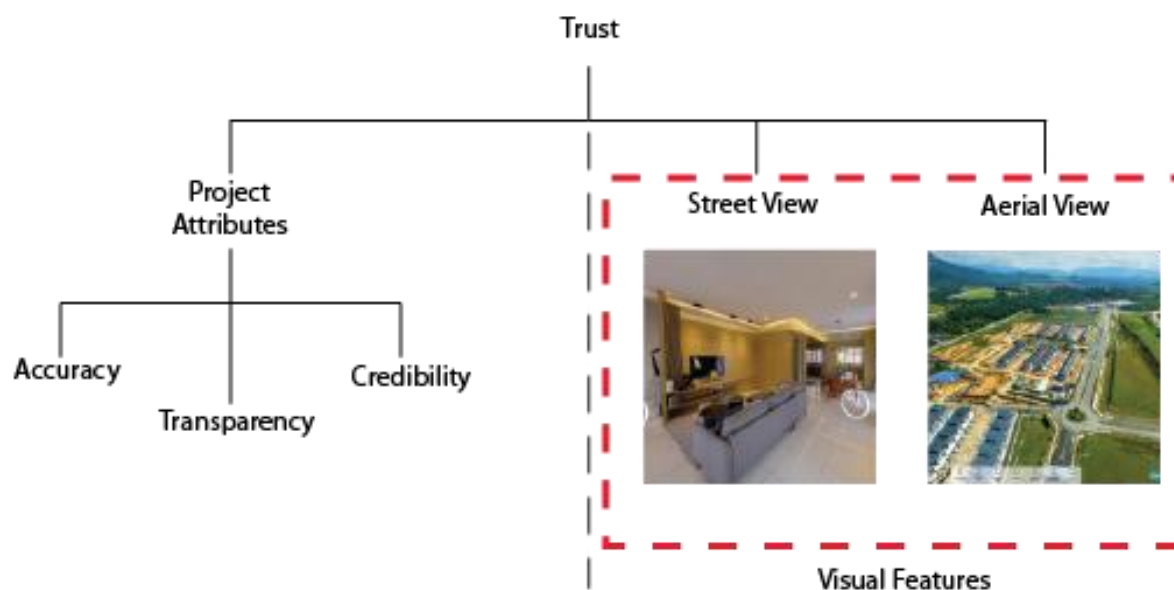 Trust
Project
Attributes
Street View
Aerial View
Accuracy
Transparency
Credibility
Visual Features